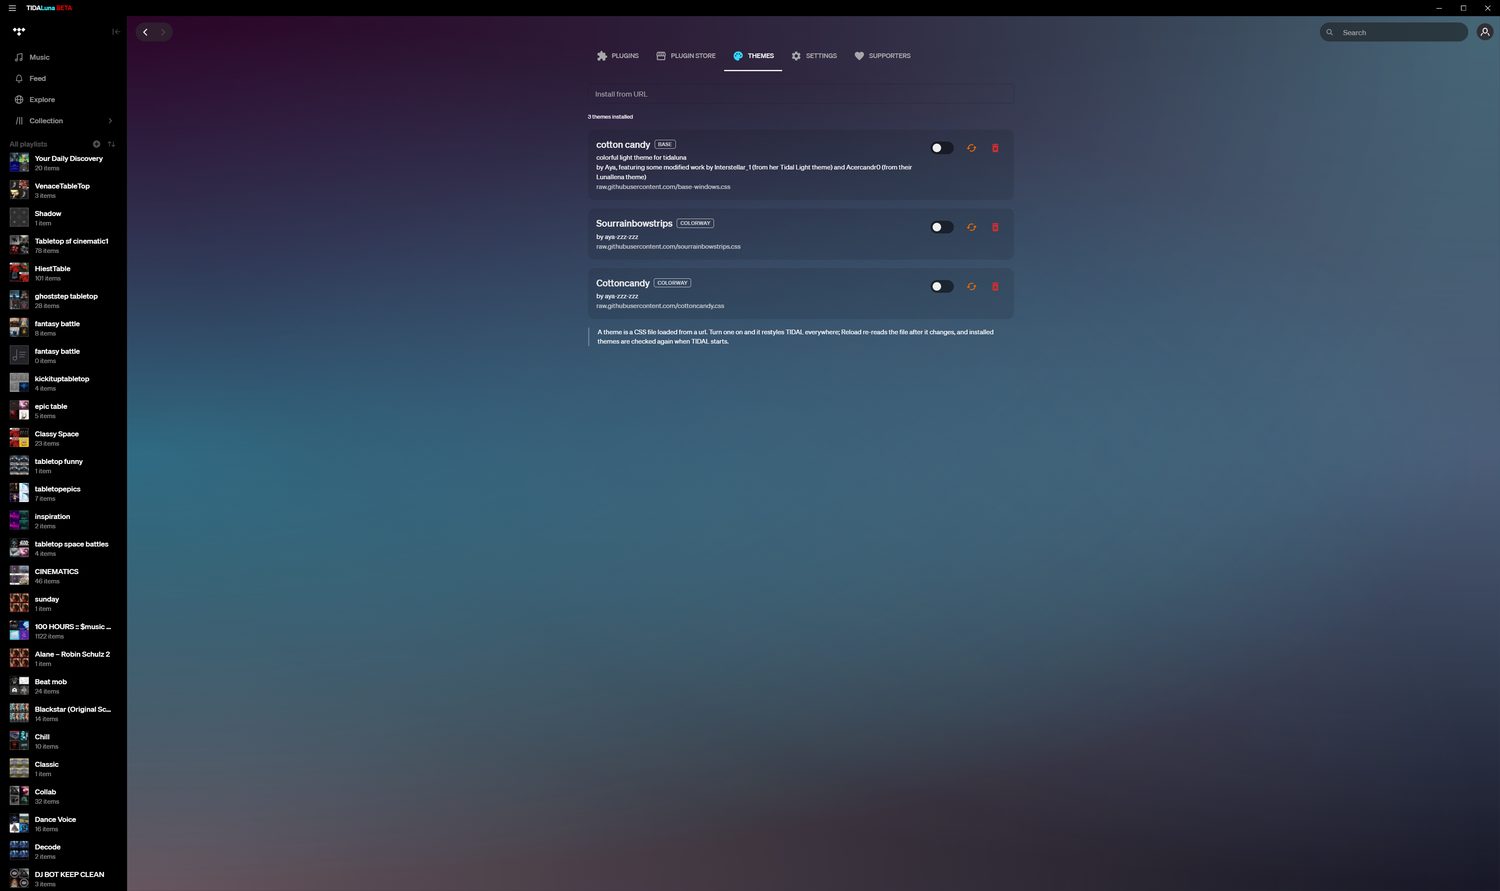 TIDALuna BETA
Music
Feed
Explore
Collection
All playlists
Your Daily Discovery
20 items
VenaceTableTop
3 items
Shadow
1 item
Tabletop sf cinematic1
78 items
HiestTable
101 items
ghoststep tabletop
28 items
fantasy battle
8 items
fantasy battle
0 items
kickituptabletop
4 items
epic table
5 items
Classy Space
23 items
tabletop funny
1 item
tabletopepics
7 items
inspiration
2 items
tabletop space battles
4 items
CINEMATICS
46 items
sunday
1 item
100 HOURS :: $music ...
1122 items
Alane – Robin Schulz 2
1 item
Beat mob
24 items
Blackstar (Original Sc...
14 items
Chill
10 items
Classic
1 item
Collab
32 items
Dance Voice
16 items
Decode
2 items
DJ BOT KEEP CLEAN
3 items
Search
PLUGINS
PLUGIN STORE
THEMES
SETTINGS
SUPPORTERS
Install from URL
3 themes installed
cotton candy BASE
colorful light theme for tidaluna
by Aya, featuring some modified work by Interstellar_1 (from her Tidal Light theme) and Acercandr0 (from their
Lunallena theme)
raw.githubusercontent.com/base-windows.css
Sourrainbowstrips COLORWAY
by aya-zzz-zzz
raw.githubusercontent.com/sourrainbowstrips.css
Cottoncandy COLORWAY
by aya-zzz-zzz
raw.githubusercontent.com/cottoncandy.css
A theme is a CSS file loaded from a url. Turn one on and it restyles TIDAL everywhere; Reload re-reads the file after it changes, and installed
themes are checked again when TIDAL starts.